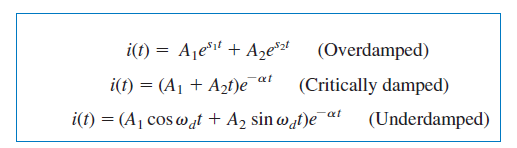 i(t) = A₁e^{s₁t} + A₂e^{s₂t} (Overdamped)
i(t) = (A₁ + A₂t)e^{−αt} (Critically damped)
i(t) = (A₁ cos ω_d t + A₂ sin ω_d t)e^{−αt} (Underdamped)